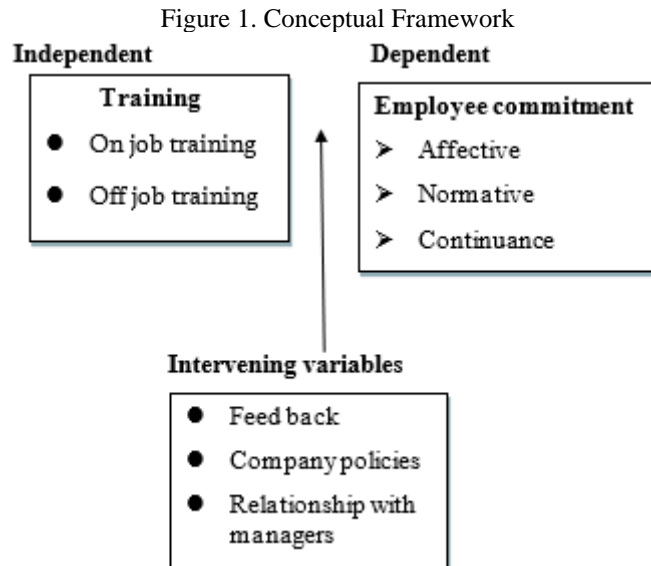 Figure 1. Conceptual Framework
Independent
Training
● On job training
● Off job training
Dependent
Employee commitment
➢ Affective
➢ Normative
➢ Continuance
Intervening variables
● Feed back
● Company policies
● Relationship with
managers